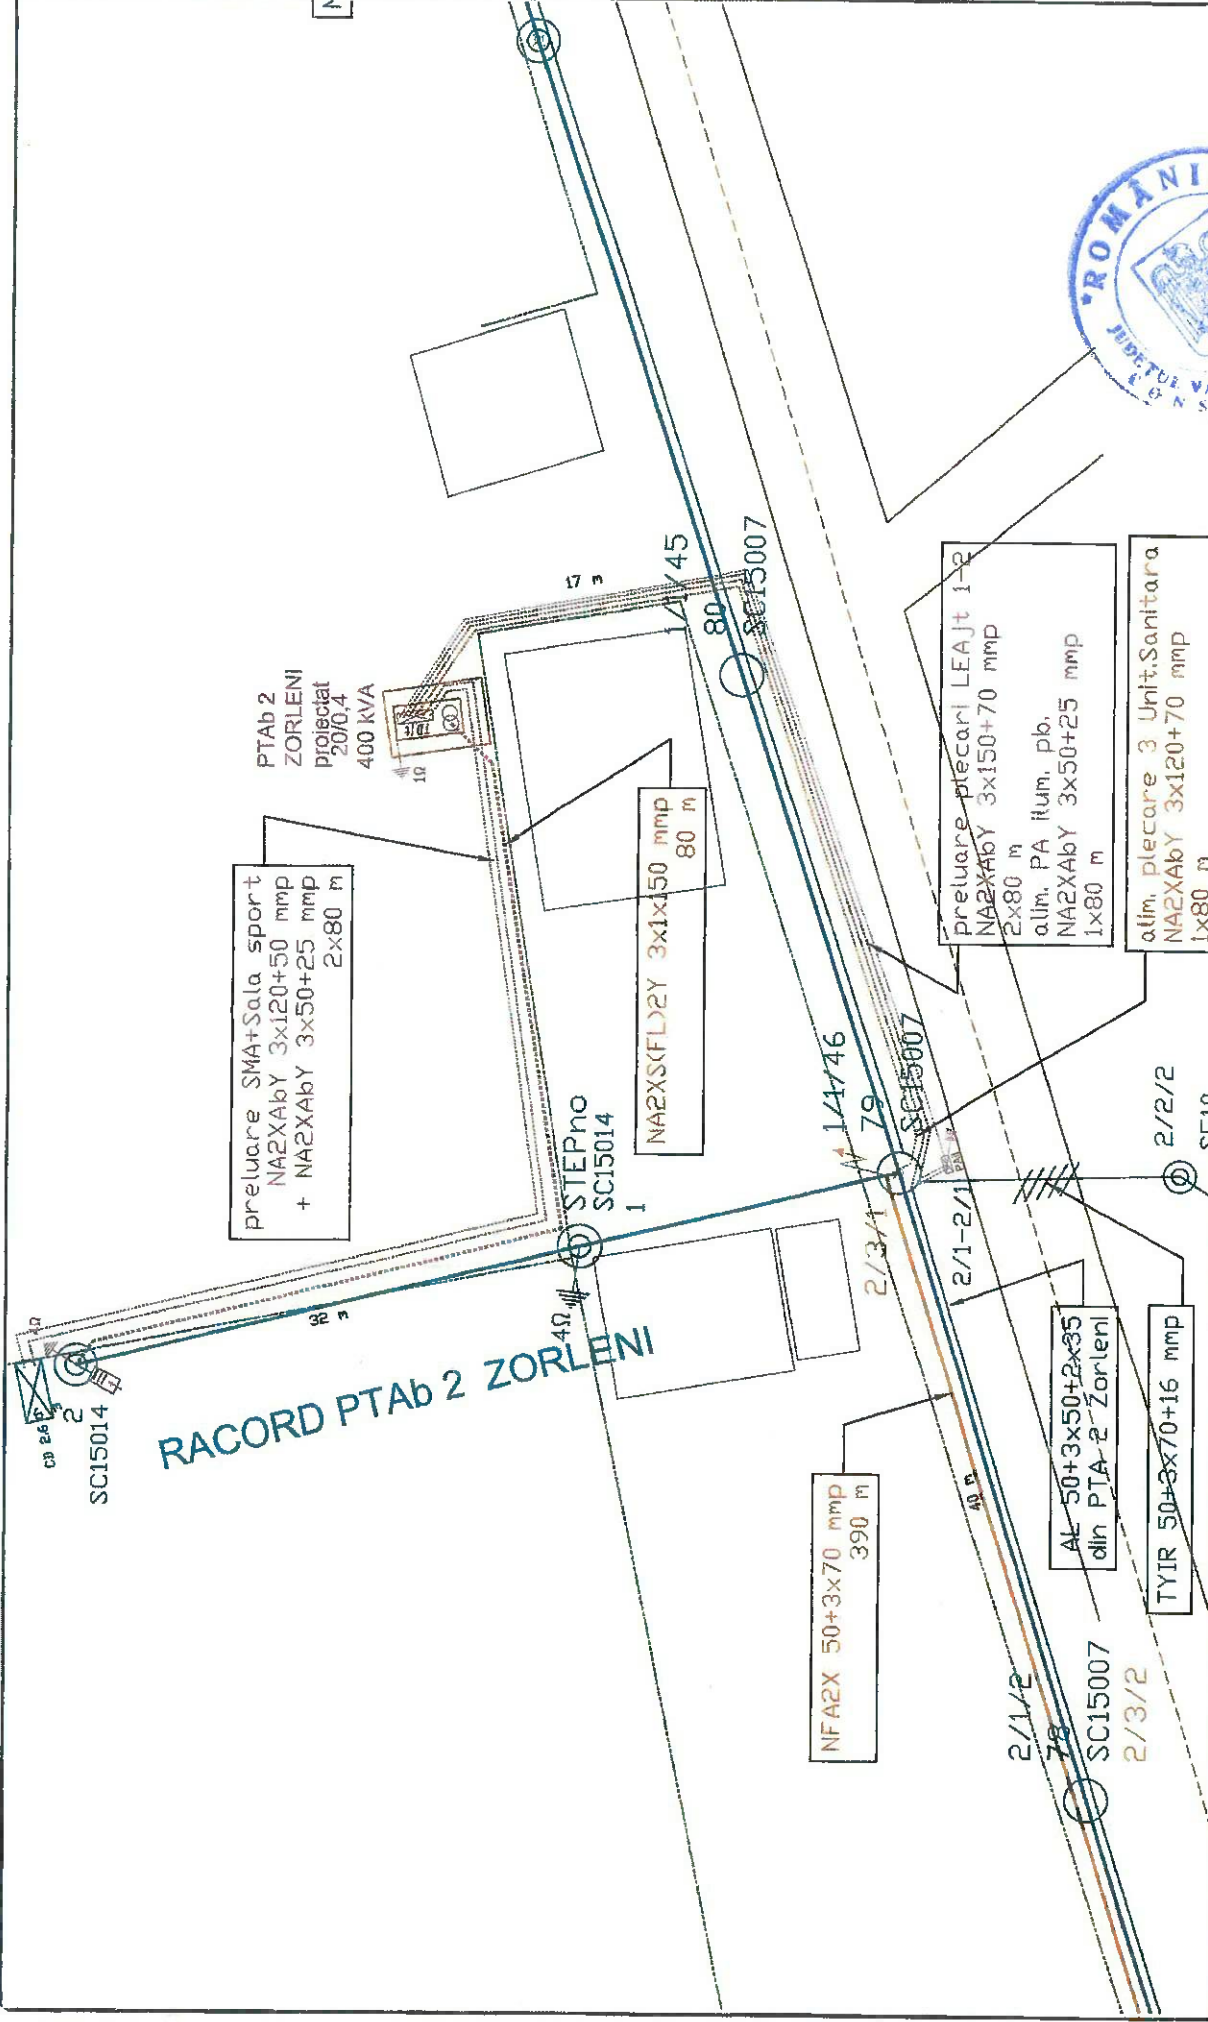 PTAb 2
ZORLENI
proiectat
20/0,4
400 kVA
1Ω
17 m
preluare SMA+Sala sport
NA2XAbY 3x120+50 mmp
+ NA2XAbY 3x50+25 mmp
2x80 m
NA2XS(FL)2Y 3x1x150 mmp
80 m
1/1/45
80
SC15007
STEPno
SC15014
1
4Ω
32 m
4Ω
2
SC15014
RACORD PTAb 2 ZORLENI
1/1/46
79
SC15007
2/3/1
2/1-2/1
preluare plecari LEAjt 1-2
NA2XAbY 3x150+70 mmp
2x80 m
alim. PA ilum. pb.
NA2XAbY 3x50+25 mmp
1x80 m
alim. plecare 3 Unit.Sanitara
NA2XAbY 3x120+70 mmp
1x80 m
2/2/2
NFA2X 50+3x70 mmp
390 m
40 m
AL 50+3x50+2x35
din PTA 2 Zorleni
TYIR 50+3x70+16 mmp
2/1/2
78
SC15007
2/3/2
*ROMÂNI
JUDEŢUL
CONS